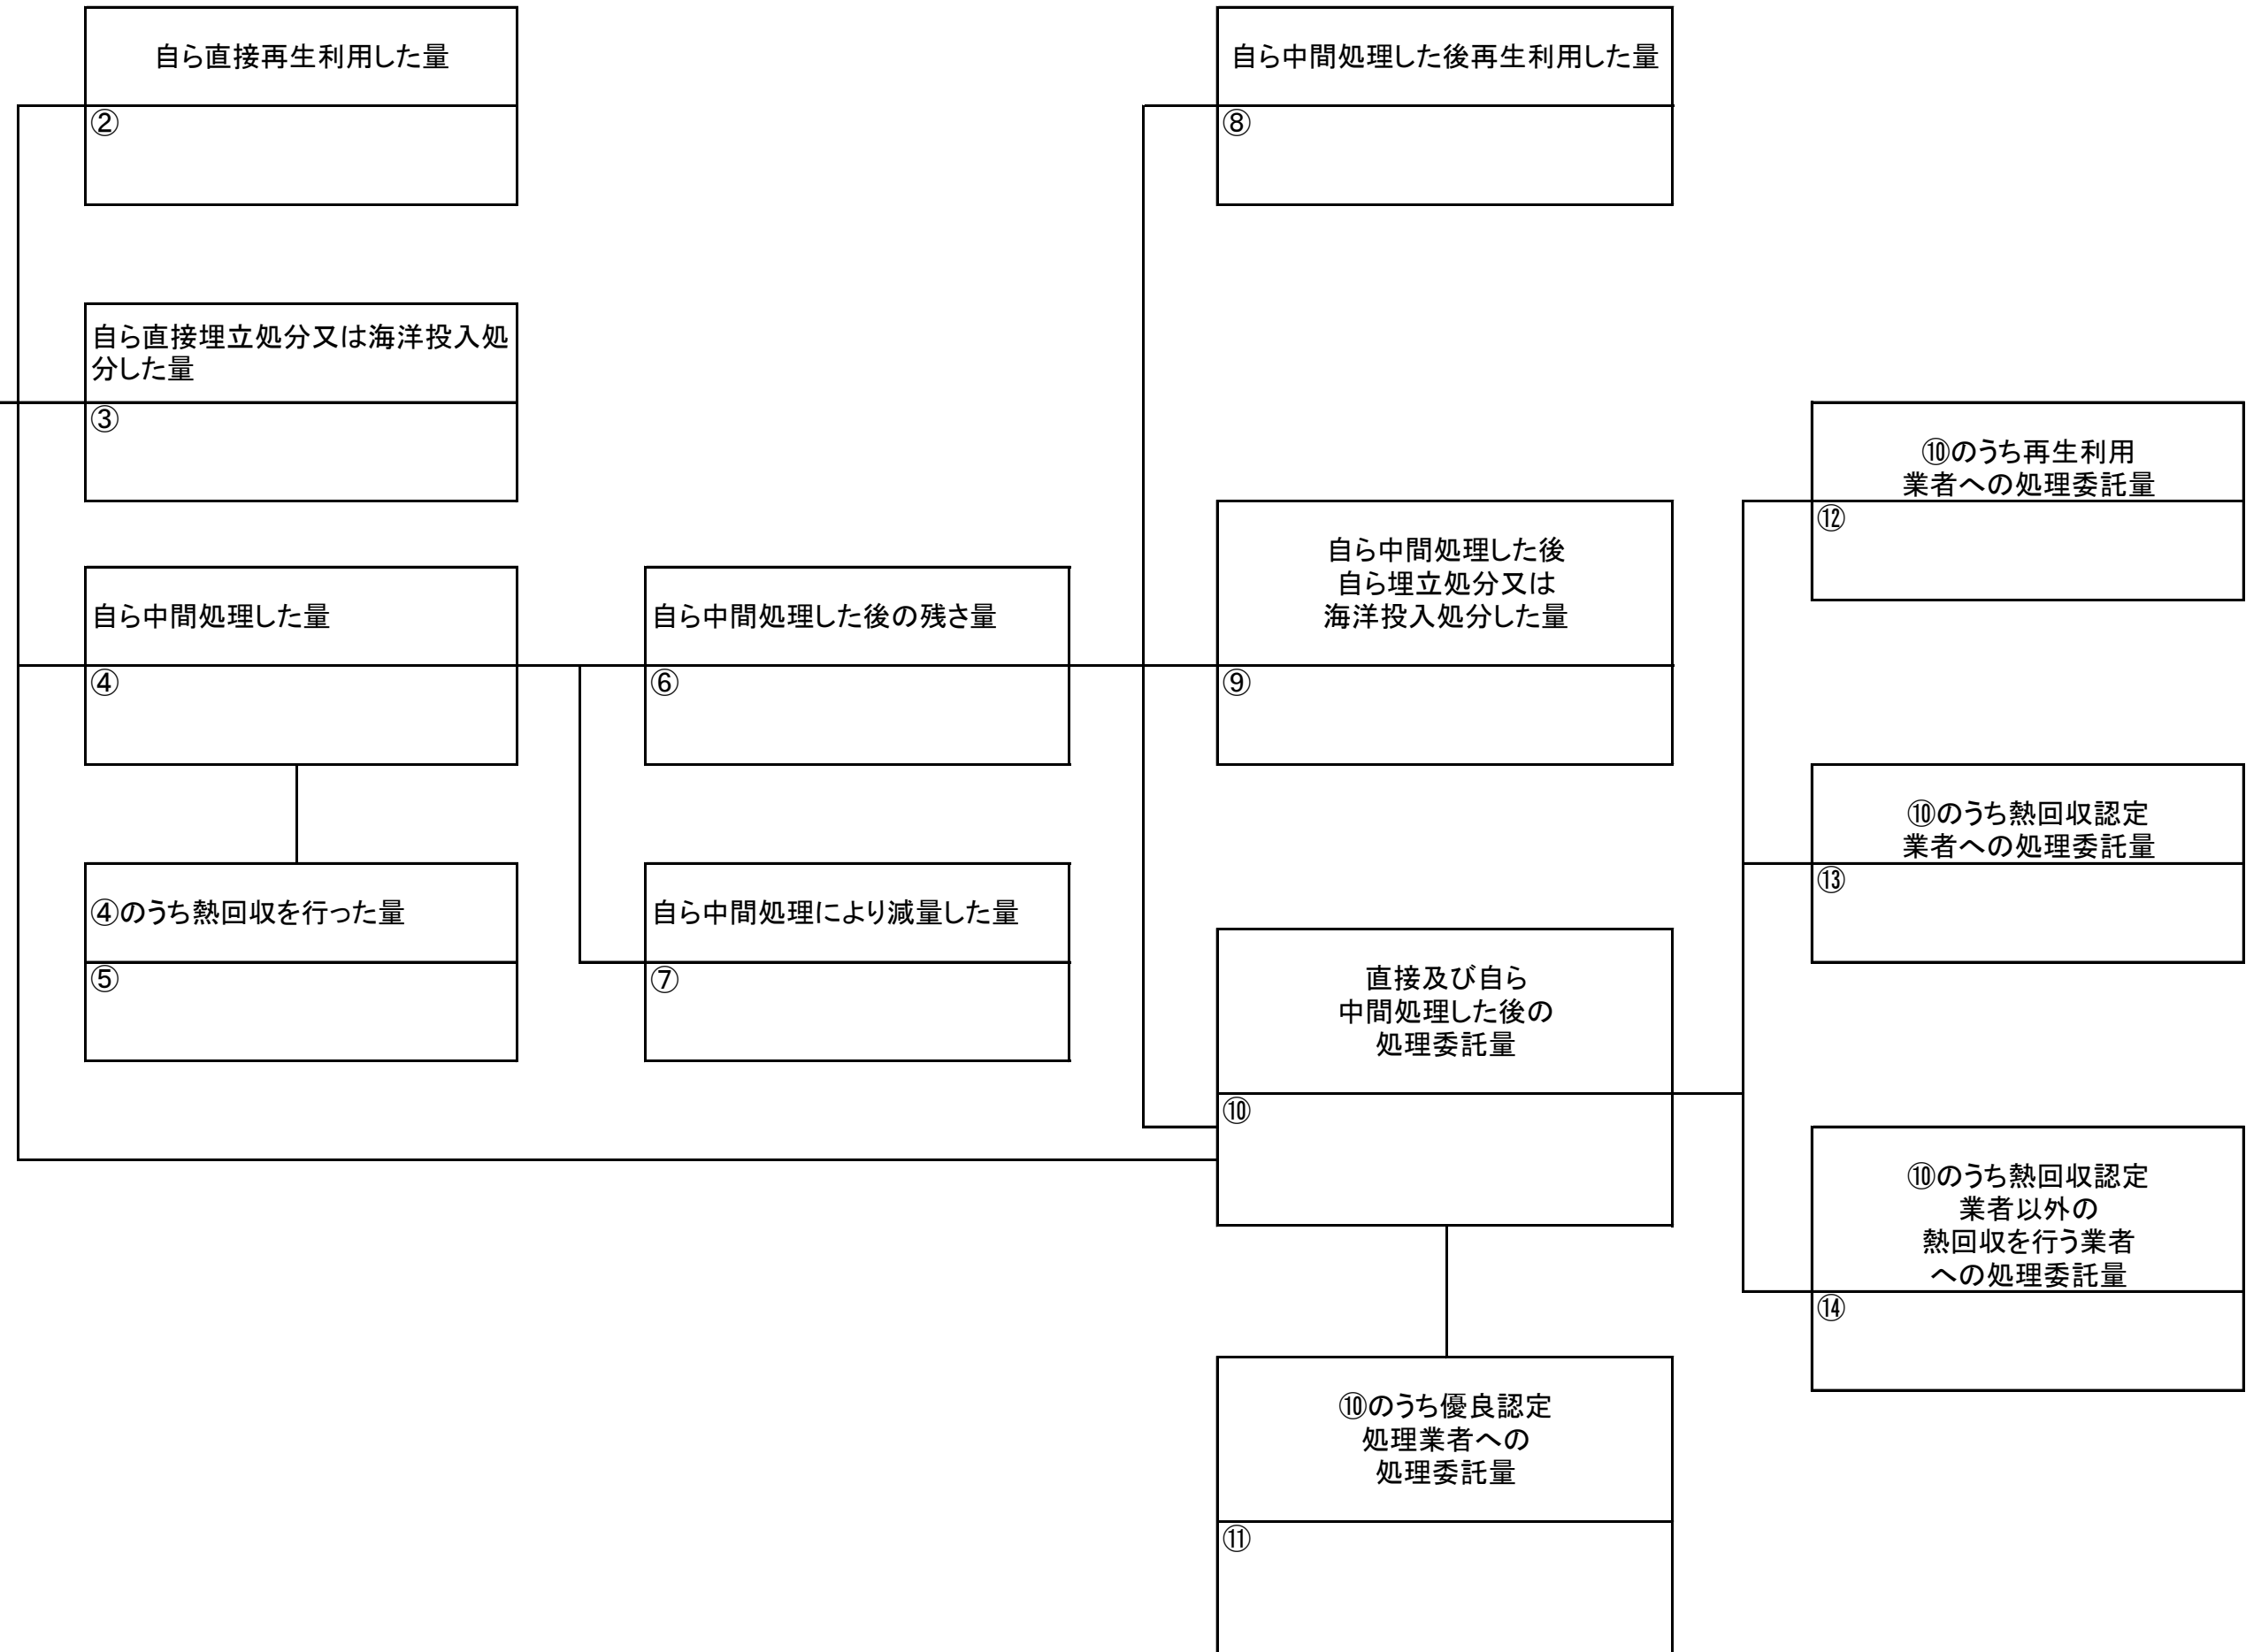 自ら直接再生利用した量
②
自ら直接埋立処分又は海洋投入処
分した量
③
自ら中間処理した量
④
④のうち熱回収を行った量
⑤
自ら中間処理した後の残さ量
⑥
自ら中間処理により減量した量
⑦
自ら中間処理した後再生利用した量
⑧
自ら中間処理した後
自ら埋立処分又は
海洋投入処分した量
⑨
直接及び自ら
中間処理した後の
処理委託量
⑩
⑩のうち優良認定
処理業者への
処理委託量
⑪
⑩のうち再生利用
業者への処理委託量
⑫
⑩のうち熱回収認定
業者への処理委託量
⑬
⑩のうち熱回収認定
業者以外の
熱回収を行う業者
への処理委託量
⑭